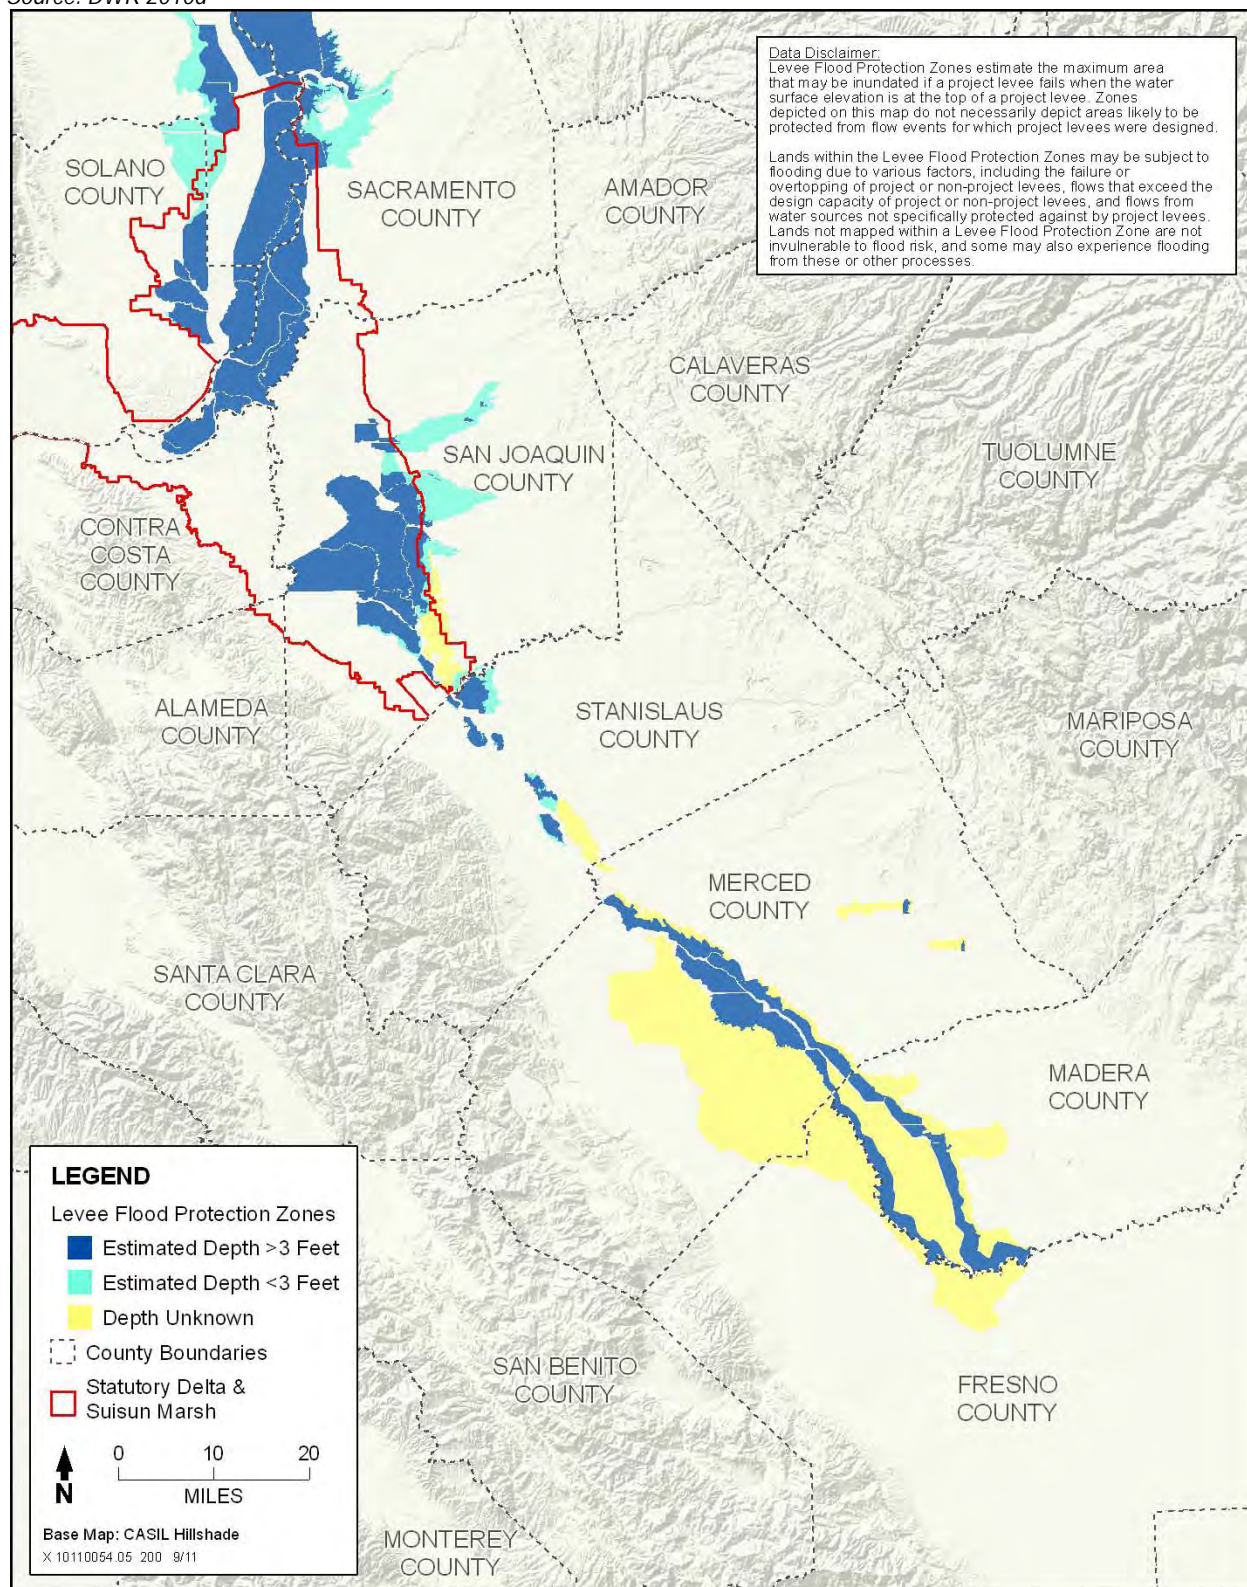 Source: DWR 2010a
Data Disclaimer:
Levee Flood Protection Zones estimate the maximum area
that may be inundated if a project levee fails when the water
surface elevation is at the top of a project levee. Zones
depicted on this map do not necessarily depict areas likely to be
protected from flow events for which project levees were designed.
Lands within the Levee Flood Protection Zones may be subject to
flooding due to various factors, including the failure or
overtopping of project or non-project levees, flows that exceed the
design capacity of project or non-project levees, and flows from
water sources not specifically protected against by project levees.
Lands not mapped within a Levee Flood Protection Zone are not
invulnerable to flood risk, and some may also experience flooding
from these or other processes.
SOLANO
COUNTY
SACRAMENTO
COUNTY
AMADOR
COUNTY
CALAVERAS
COUNTY
TUOLUMNE
COUNTY
SAN JOAQUIN
COUNTY
CONTRA
COSTA
COUNTY
ALAMEDA
COUNTY
STANISLAUS
COUNTY
MARIPOSA
COUNTY
MERCED
COUNTY
SANTA CLARA
COUNTY
MADERA
COUNTY
SAN BENITO
COUNTY
FRESNO
COUNTY
MONTEREY
COUNTY
LEGEND
Levee Flood Protection Zones
Estimated Depth >3 Feet
Estimated Depth <3 Feet
Depth Unknown
County Boundaries
Statutory Delta &
Suisun Marsh
0 10 20
N
MILES
Base Map: CASIL Hillshade
X 10110054.05 200 9/11